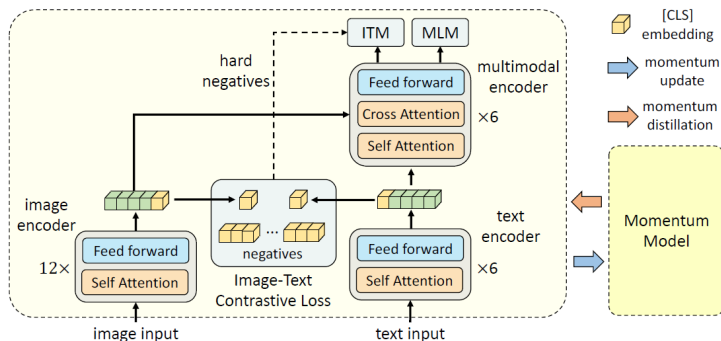 ITM
MLM
hard
negatives
Feed forward
Cross Attention
Self Attention
multimodal
encoder
×6
[CLS]
embedding
momentum
update
momentum
distillation
image
encoder
12×
Feed forward
Self Attention
...
negatives
Image-Text
Contrastive Loss
text
encoder
Feed forward
Self Attention
×6
Momentum
Model
image input
text input